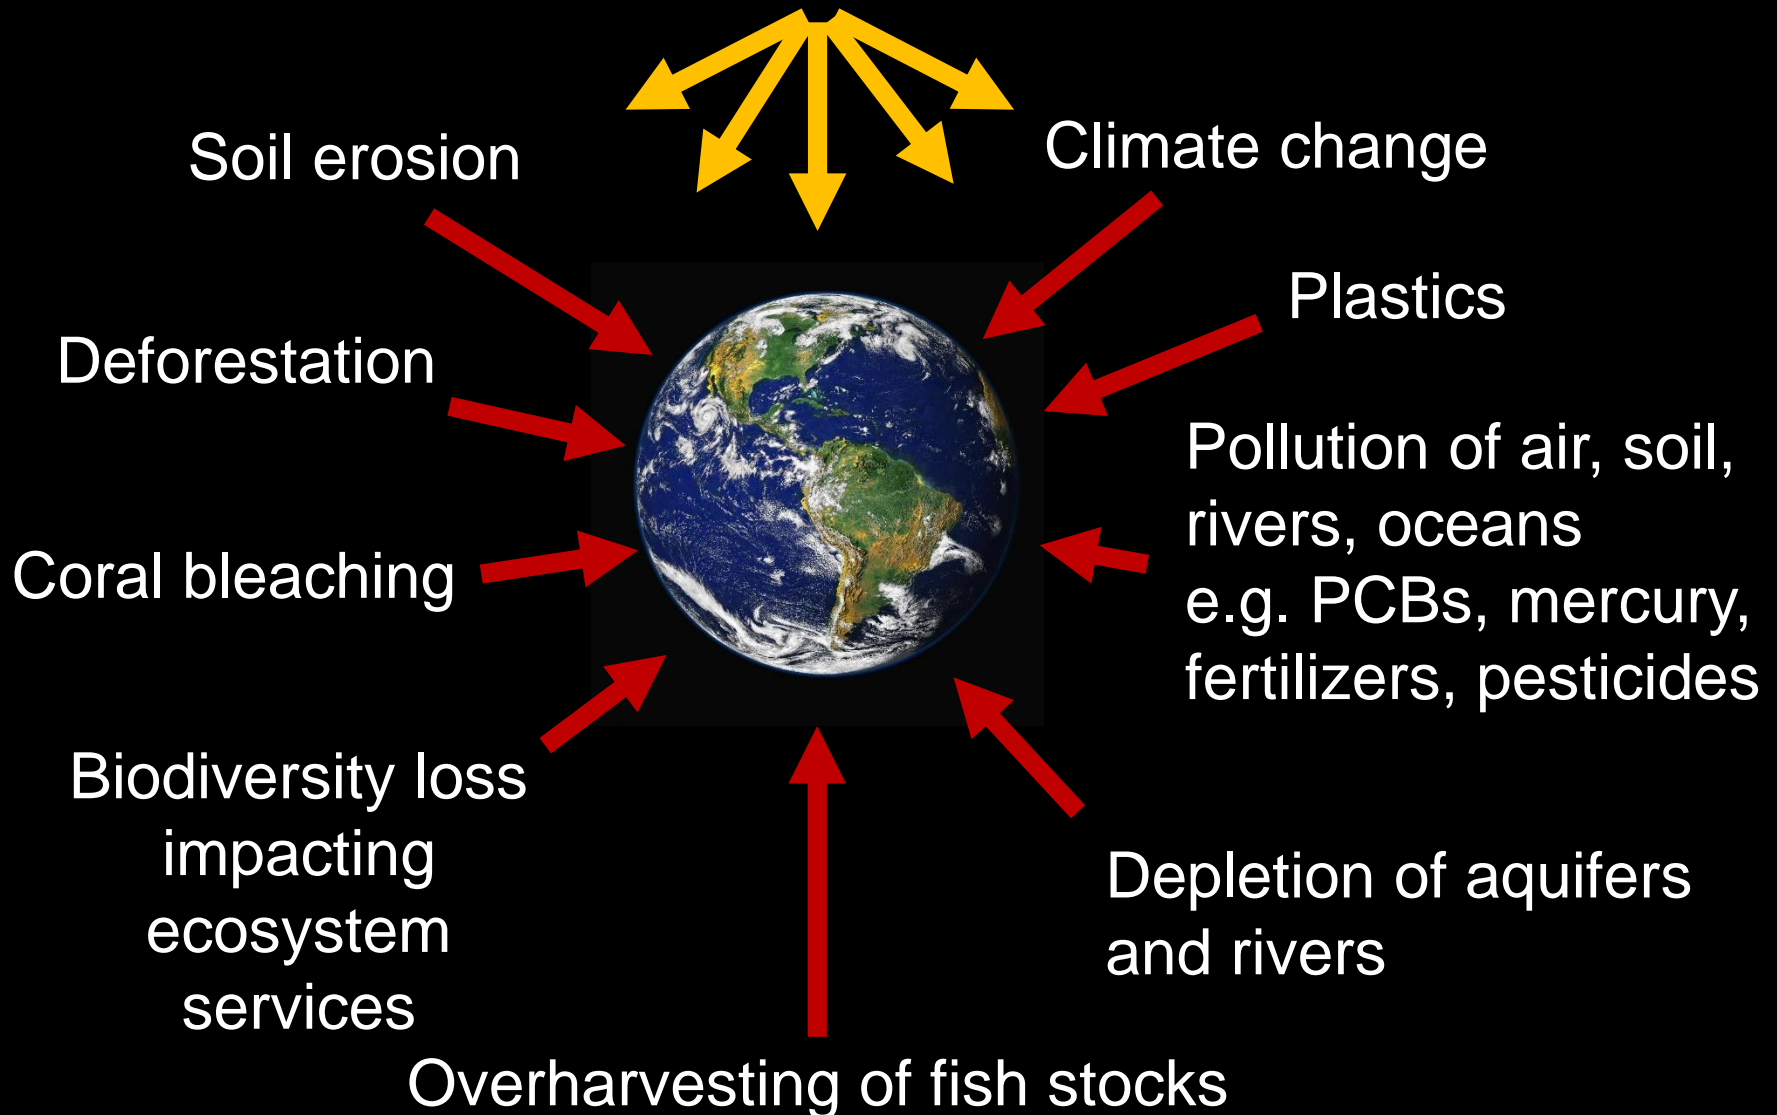 Soil erosion
Climate change
Plastics
Deforestation
Pollution of air, soil,
rivers, oceans
e.g. PCBs, mercury,
fertilizers, pesticides
Coral bleaching
Biodiversity loss
impacting
ecosystem
services
Depletion of aquifers
and rivers
Overharvesting of fish stocks